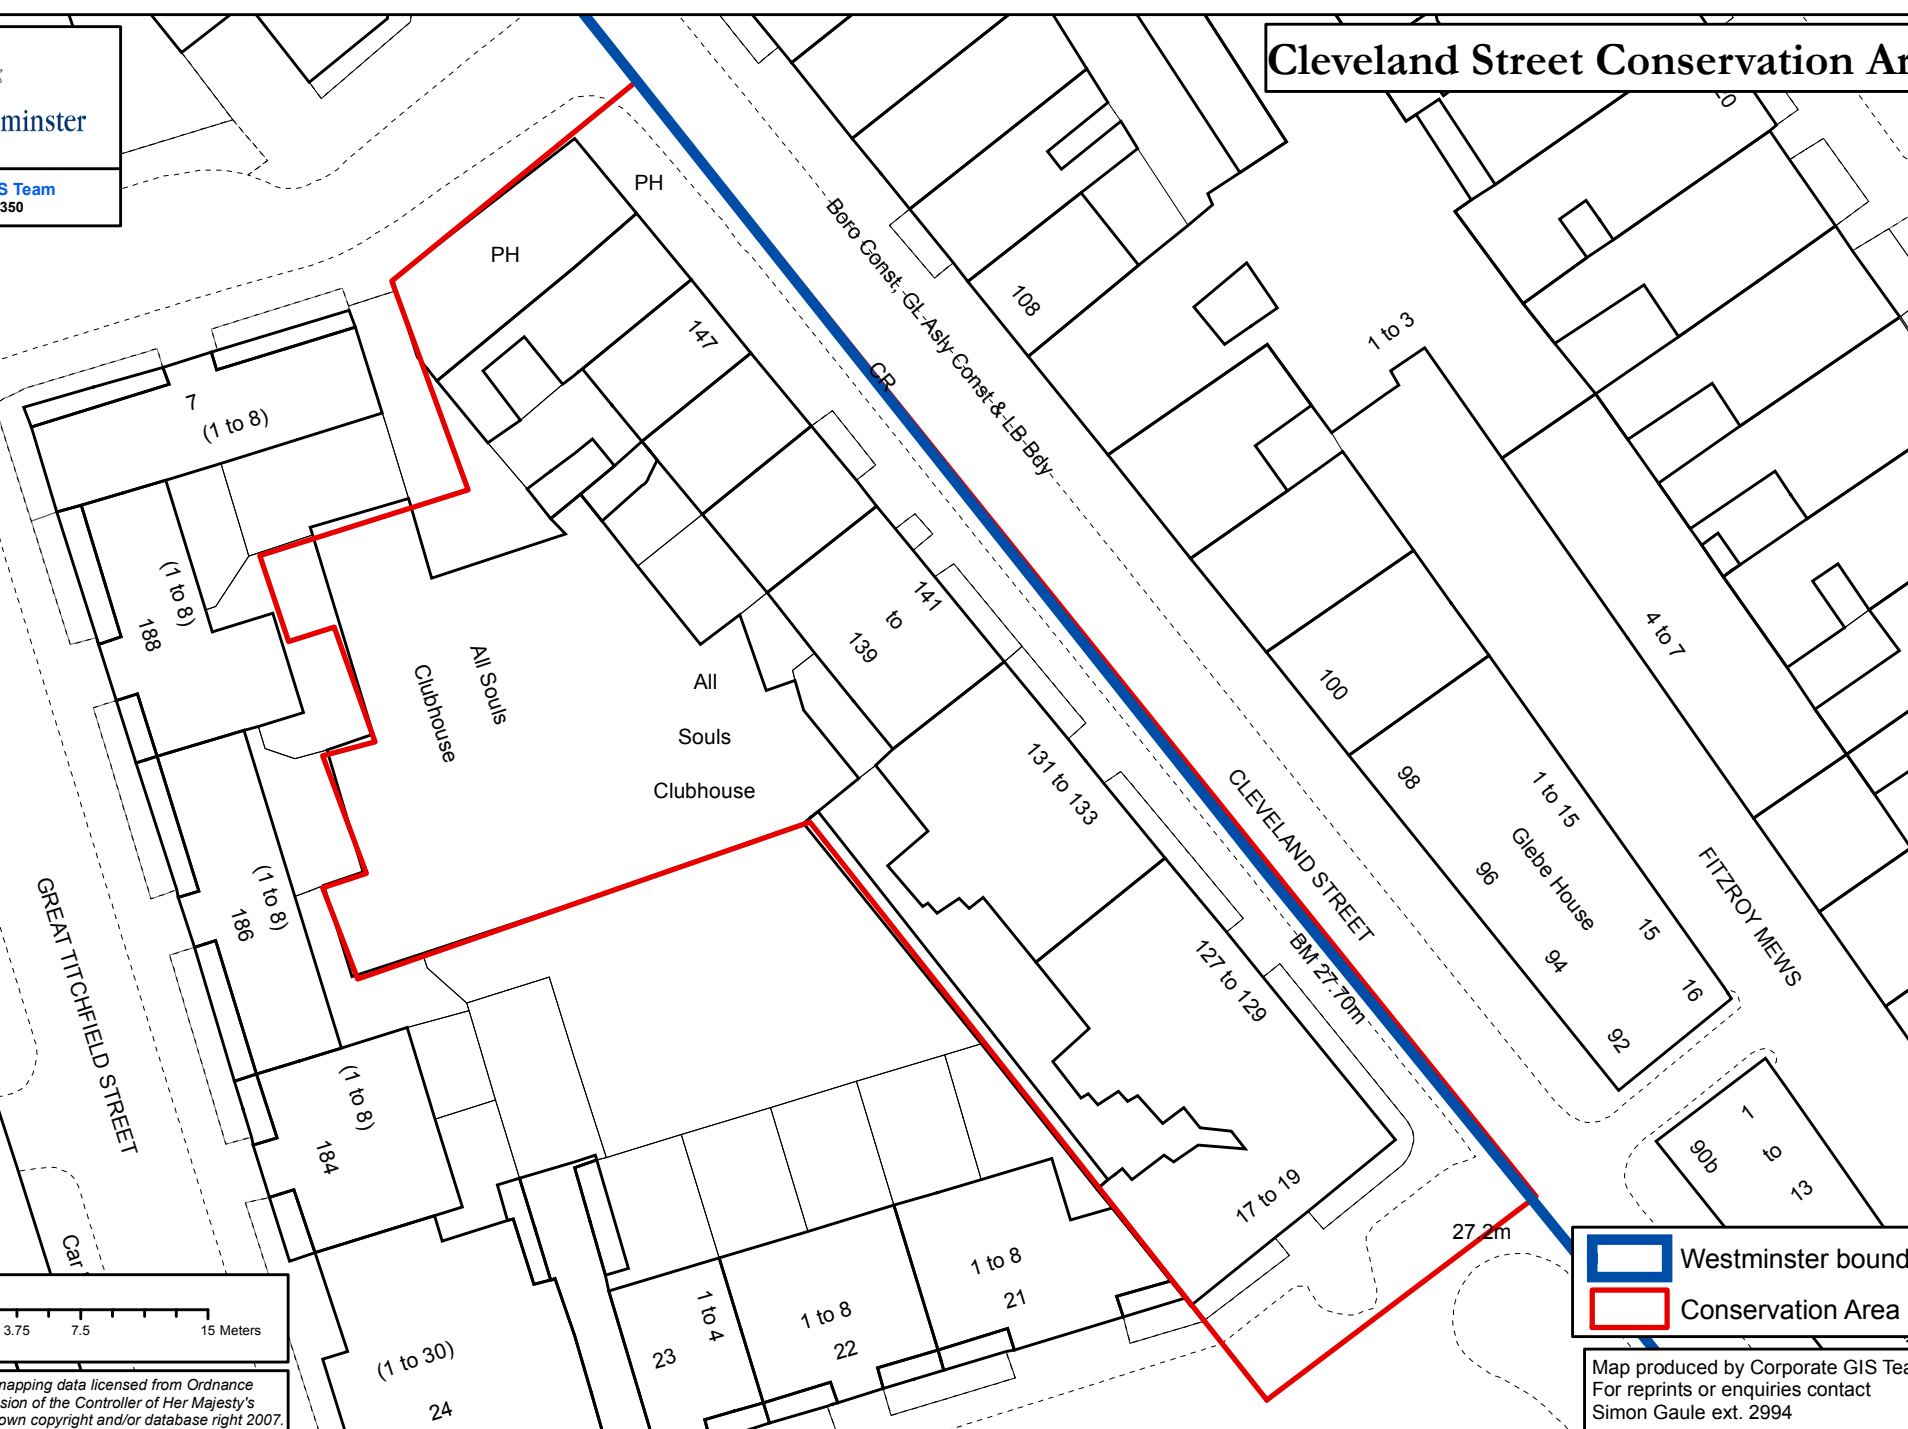 Cleveland Street Conservation Ar
minster
S Team
350
PH
PH
147
Boro Const, GL Asly Const & LB Bdy
CR
108
1 to 3
20
7
(1 to 8)
(1 to 8)
188
All Souls
Clubhouse
All
Souls
Clubhouse
141
to
139
131 to 133
100
98
96
94
92
1 to 15
Glebe House
15
16
4 to 7
FITZROY MEWS
CLEVELAND STREET
BM 27.70m
127 to 129
17 to 19
27.2m
1
to
13
90b
GREAT TITCHFIELD STREET
(1 to 8)
186
(1 to 8)
184
Car
(1 to 30)
24
23
1 to 4
1 to 8
22
1 to 8
21
3.75
7.5
15 Meters
mapping data licensed from Ordnance
sion of the Controller of Her Majesty's
own copyright and/or database right 2007.
Westminster bound
Conservation Area
Map produced by Corporate GIS Tea
For reprints or enquiries contact
Simon Gaule ext. 2994